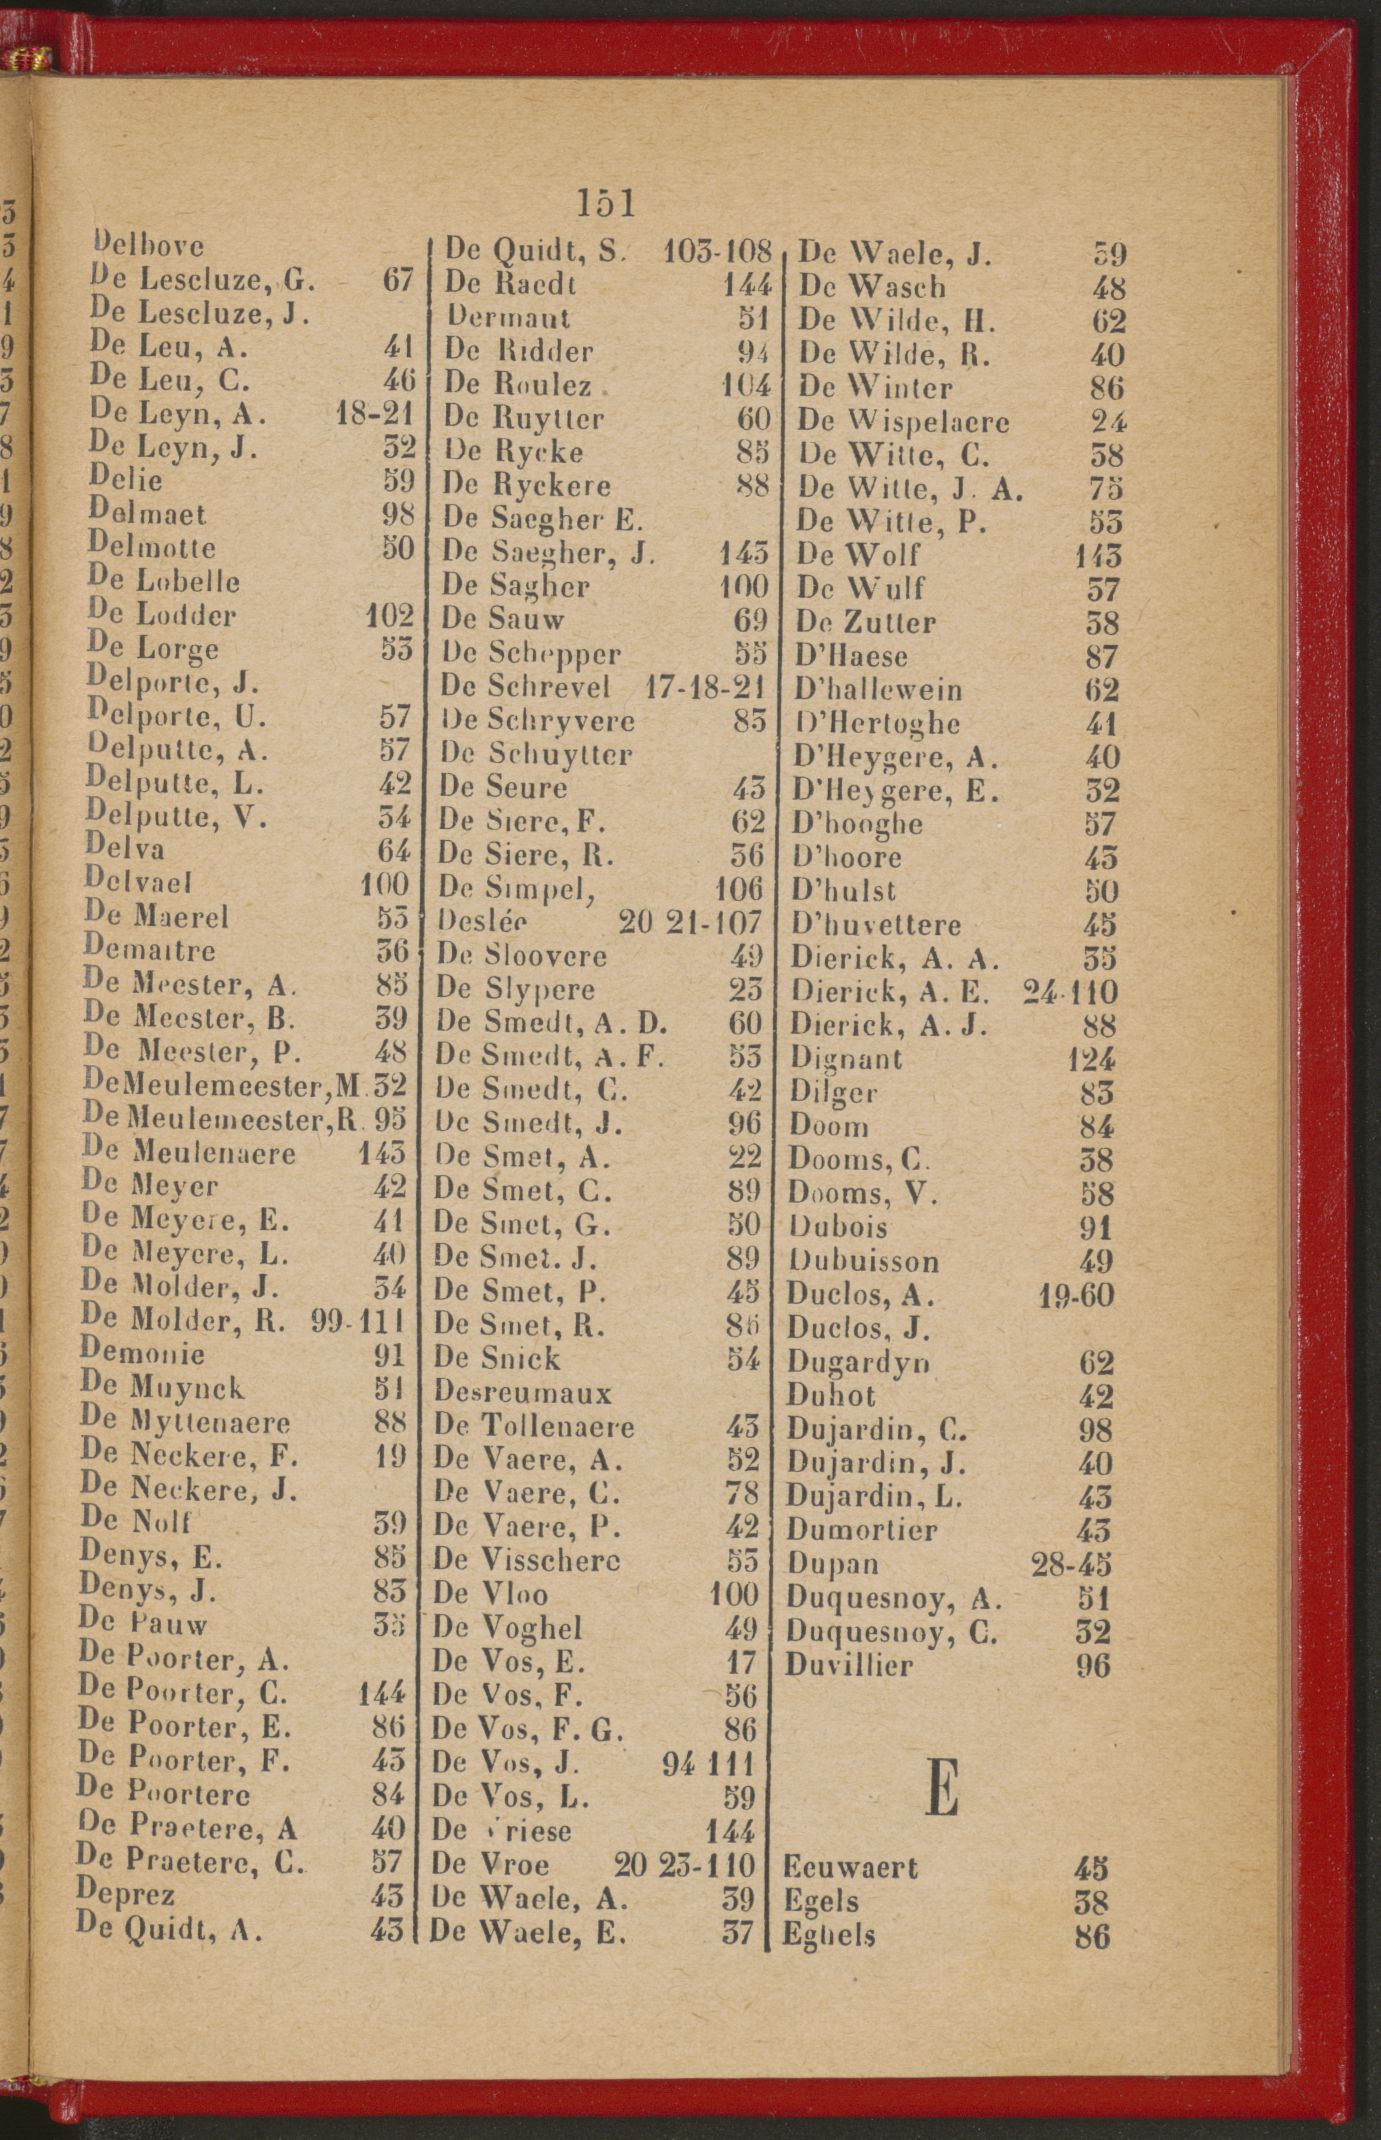 151
Delhove
De Lescluze, G. 67
De Lescluze, J.
De Leu, A. 41
De Leu, C. 46
De Leyn, A. 18-21
De Leyn, J. 32
Delie 59
Delmaet 98
Delmotte 50
De Lobelle
De Lodder 102
De Lorge 53
Delporte, J.
Delporte, U. 57
Delputte, A. 57
Delputte, L. 42
Delputte, V. 34
Delva 64
Delvael 100
De Maerel 53
Demaitre 36
De Meester, A. 85
De Meester, B. 39
De Meester, P. 48
DeMeulemeester,M. 32
De Meulemeester,R. 95
De Meulenaere 143
De Meyer 42
De Meyere, E. 41
De Meyere, L. 40
De Molder, J. 34
De Molder, R. 99-111
Demonie 91
De Muynck 51
De Myttenaere 88
De Neckere, F. 19
De Neckere, J.
De Nolf 39
Denys, E. 85
Denys, J. 83
De Pauw 35
De Poorter, A.
De Poorter, C. 144
De Poorter, E. 86
De Poorter, F. 43
De Poortere 84
De Praetere, A 40
De Praetere, C. 57
Deprez 43
De Quidt, A. 43
De Quidt, S. 103-108
De Raedt 144
Dermaut 51
De Ridder 94
De Roulez 104
De Ruytter 60
De Rycke 85
De Ryckere 88
De Saegher E.
De Saegher, J. 143
De Sagher 100
De Sauw 69
De Schepper 55
De Schrevel 17-18-21
De Schryvere 83
De Schuytter
De Seure 43
De Siere, F. 62
De Siere, R. 36
De Simpel, 106
Deslée 20 21-107
De Sloovere 49
De Slypere 23
De Smedt, A. D. 60
De Smedt, A. F. 53
De Smedt, C. 42
De Smedt, J. 96
De Smet, A. 22
De Smet, C. 89
De Smet, G. 50
De Smet. J. 89
De Smet, P. 45
De Smet, R. 86
De Snick 54
Desreumaux
De Tollenaere 43
De Vaere, A. 52
De Vaere, C. 78
De Vaere, P. 42
De Visschere 53
De Vloo 100
De Voghel 49
De Vos, E. 17
De Vos, F. 56
De Vos, F. G. 86
De Vos, J. 94 111
De Vos, L. 59
De Vriese 144
De Vroe 20 23-110
De Waele, A. 39
De Waele, E. 37
De Waele, J. 39
De Wasch 48
De Wilde, H. 62
De Wilde, R. 40
De Winter 86
De Wispelaere 24
De Witte, C. 38
De Witte, J. A. 75
De Witte, P. 53
De Wolf 143
De Wulf 57
De Zutter 38
D'Haese 87
D'hallewein 62
D'Hertoghe 41
D'Heygere, A. 40
D'Heygere, E. 32
D'hooghe 57
D'hoore 43
D'hulst 50
D'huvettere 45
Dierick, A. A. 35
Dierick, A. E. 24-110
Dierick, A. J. 88
Dignant 124
Dilger 83
Doom 84
Dooms, C. 38
Dooms, V. 58
Dubois 91
Dubuisson 49
Duclos, A. 19-60
Duclos, J.
Dugardyn 62
Duhot 42
Dujardin, C. 98
Dujardin, J. 40
Dujardin, L. 43
Dumortier 43
Dupan 28-45
Duquesnoy, A. 51
Duquesnoy, C. 32
Duvillier 96
E
Eeuwaert 45
Egels 38
Eghels 86